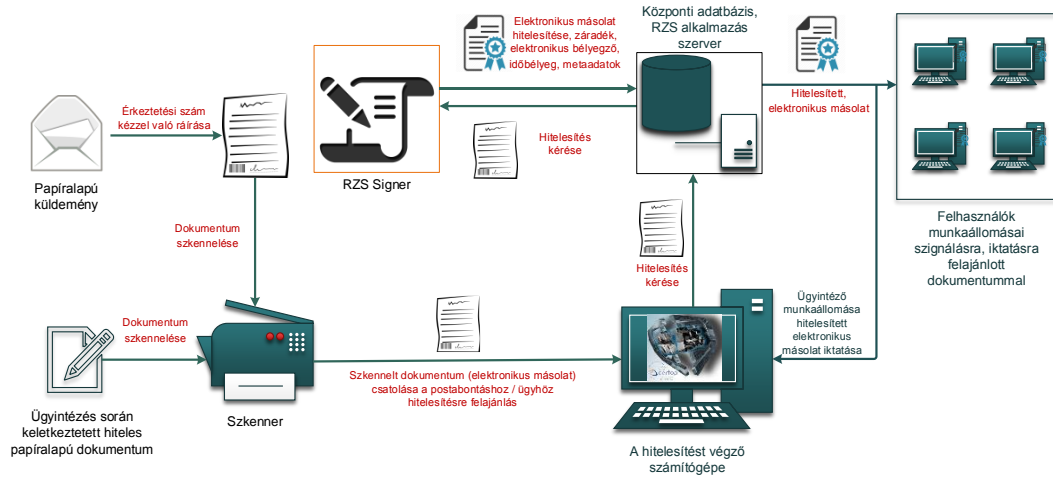 Elektronikus másolat
hitelesítése, záradék,
elektronikus bélyegző,
időbélyeg, metaadatok
Központi adatbázis,
RZS alkalmazás
szerver
Érkeztetési szám
kézzel való ráírása
Hitelesített,
elektronikus másolat
Hitelesítés
kérése
Papíralapú
küldemény
RZS Signer
Dokumentum
szkennelése
Hitelesítés
kérése
Felhasználók
munkaállomásai
szignálásra, iktatásra
felajánlott
dokumentummal
Dokumentum
szkennelése
Ügyintéző
munkaállomása
hitelesített
elektronikus
másolat iktatása
Szkennelt dokumentum (elektronikus másolat)
csatolása a postabontáshoz / ügyhöz
hitelesítésre felajánlás
Ügyintézés során
keletkeztetett hiteles
papíralapú dokumentum
Szkenner
A hitelesítést végző
számítógépe